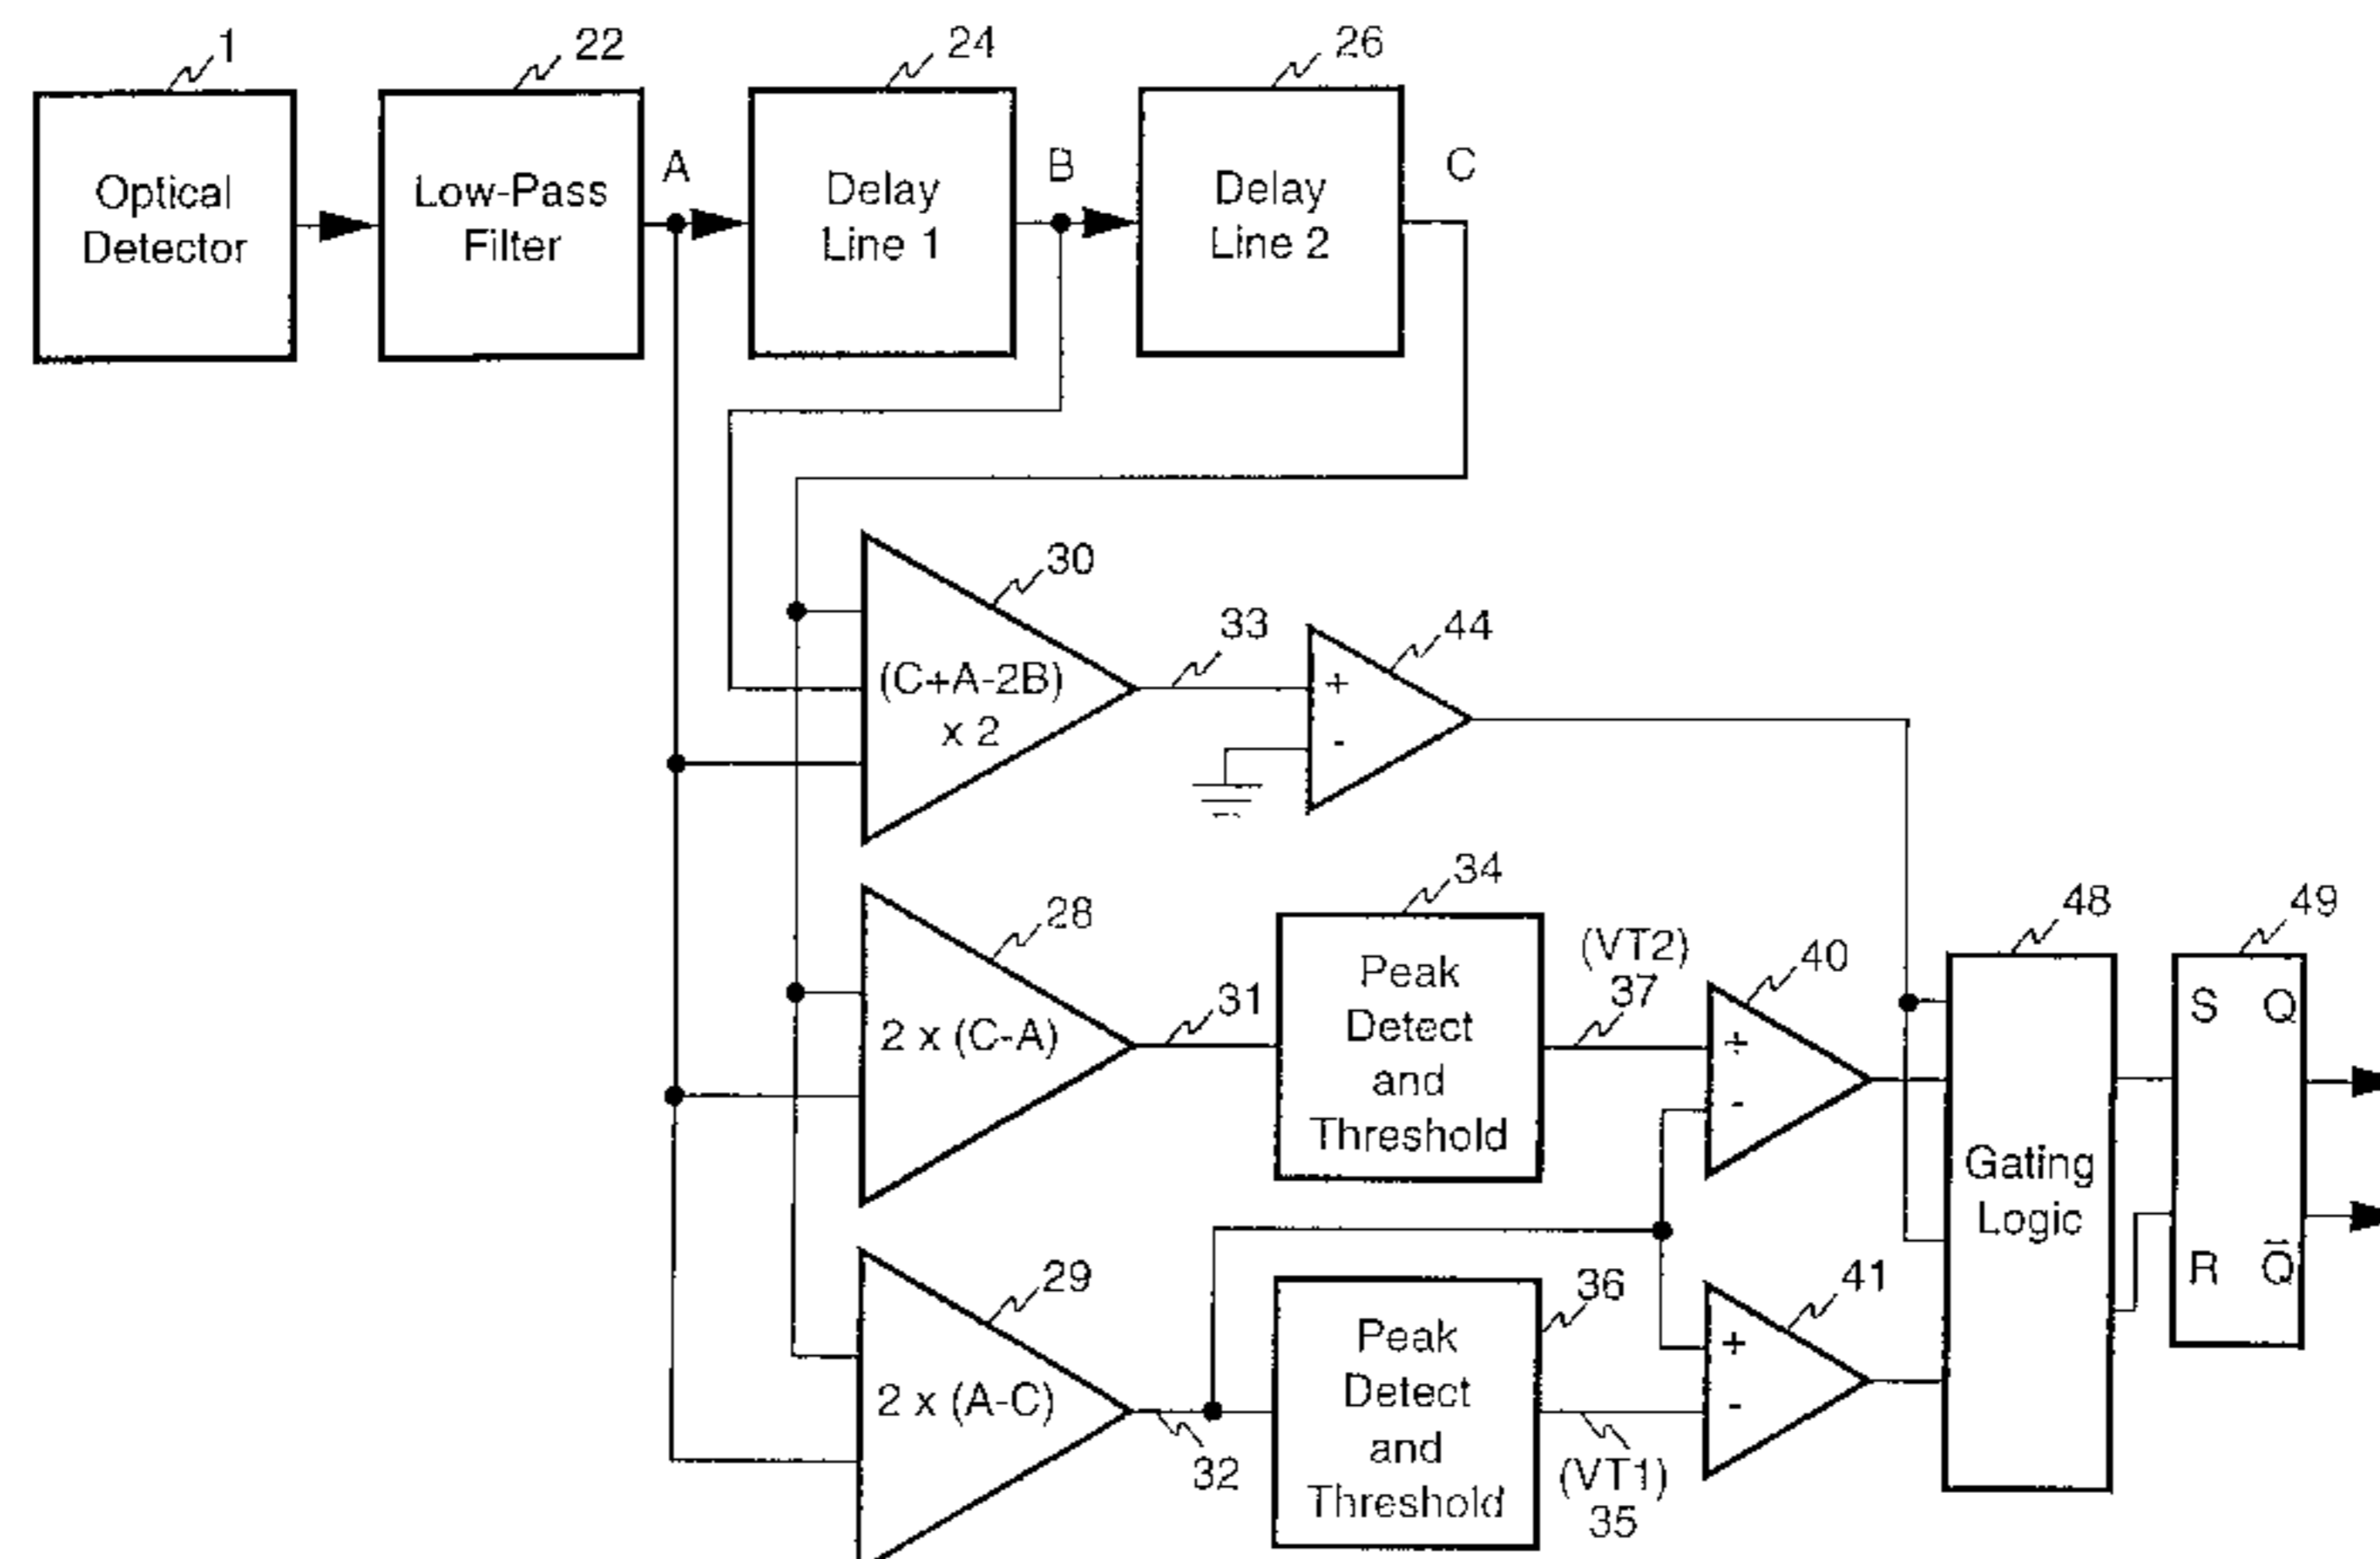 1
22
24
26
Optical
Detector
Low-Pass
Filter
A
Delay
Line 1
B
Delay
Line 2
C
30
(C+A-2B)
x 2
33
44
+
-
28
2 x (C-A)
31
34
Peak
Detect
and
Threshold
(VT2)
37
40
+
-
48
Gating
Logic
49
S Q
R Q̅
29
2 x (A-C)
32
36
Peak
Detect
and
Threshold
(VT1)
35
41
+
-